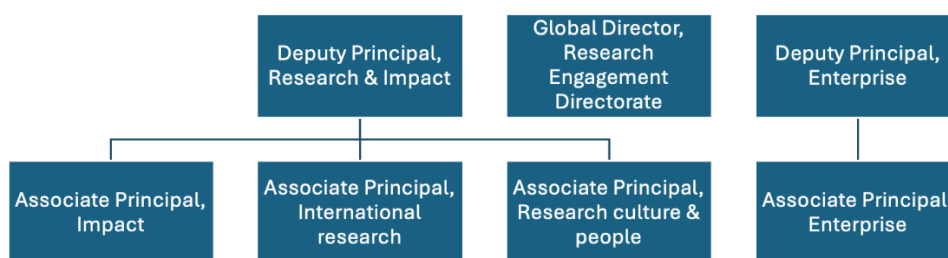 Deputy Principal,
Research & Impact
Global Director,
Research
Engagement
Directorate
Deputy Principal,
Enterprise
Associate Principal,
Impact
Associate Principal,
International
research
Associate Principal,
Research culture &
people
Associate Principal
Enterprise